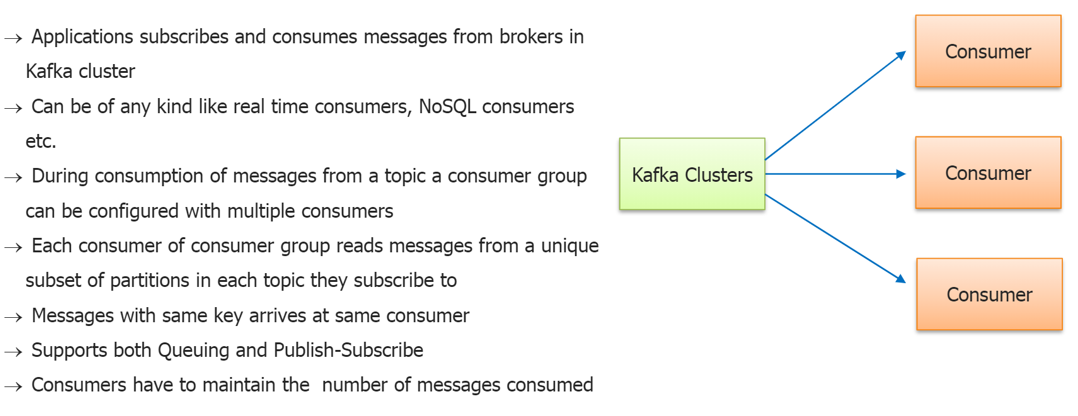 → Applications subscribes and consumes messages from brokers in
Kafka cluster
→ Can be of any kind like real time consumers, NoSQL consumers
etc.
→ During consumption of messages from a topic a consumer group
can be configured with multiple consumers
→ Each consumer of consumer group reads messages from a unique
subset of partitions in each topic they subscribe to
→ Messages with same key arrives at same consumer
→ Supports both Queuing and Publish-Subscribe
→ Consumers have to maintain the  number of messages consumed
Kafka Clusters
Consumer
Consumer
Consumer